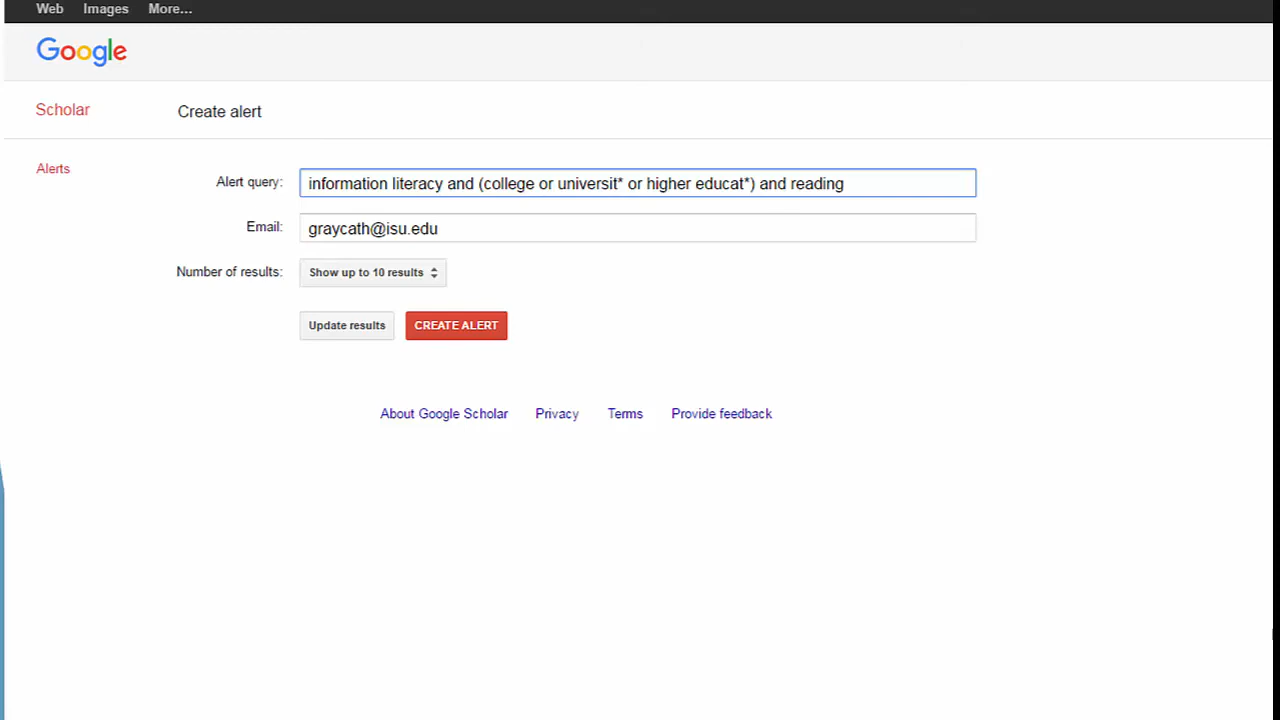 Web Images More...
Google
Scholar Create alert
Alerts
Alert query: information literacy and (college or universit* or higher educat*) and reading
Email: graycath@isu.edu
Number of results: Show up to 10 results
Update results CREATE ALERT
About Google Scholar Privacy Terms Provide feedback